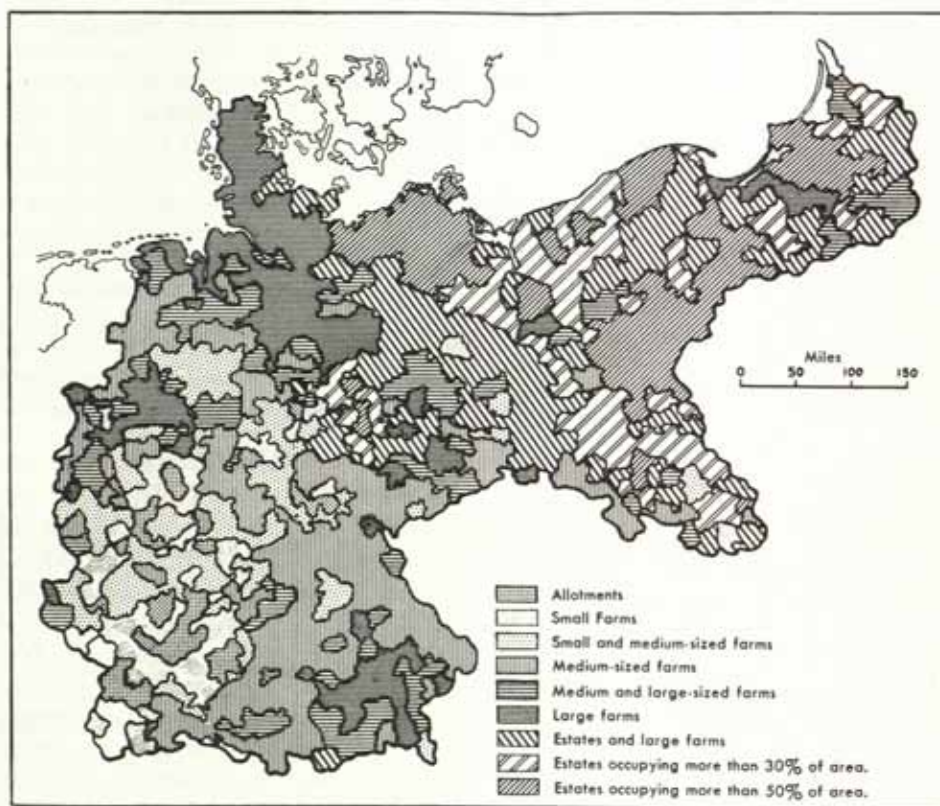 Miles
0 50 100 150
Allotments
Small Farms
Small and medium-sized farms
Medium-sized farms
Medium and large-sized farms
Large farms
Estates and large farms
Estates occupying more than 30% of area.
Estates occupying more than 50% of area.